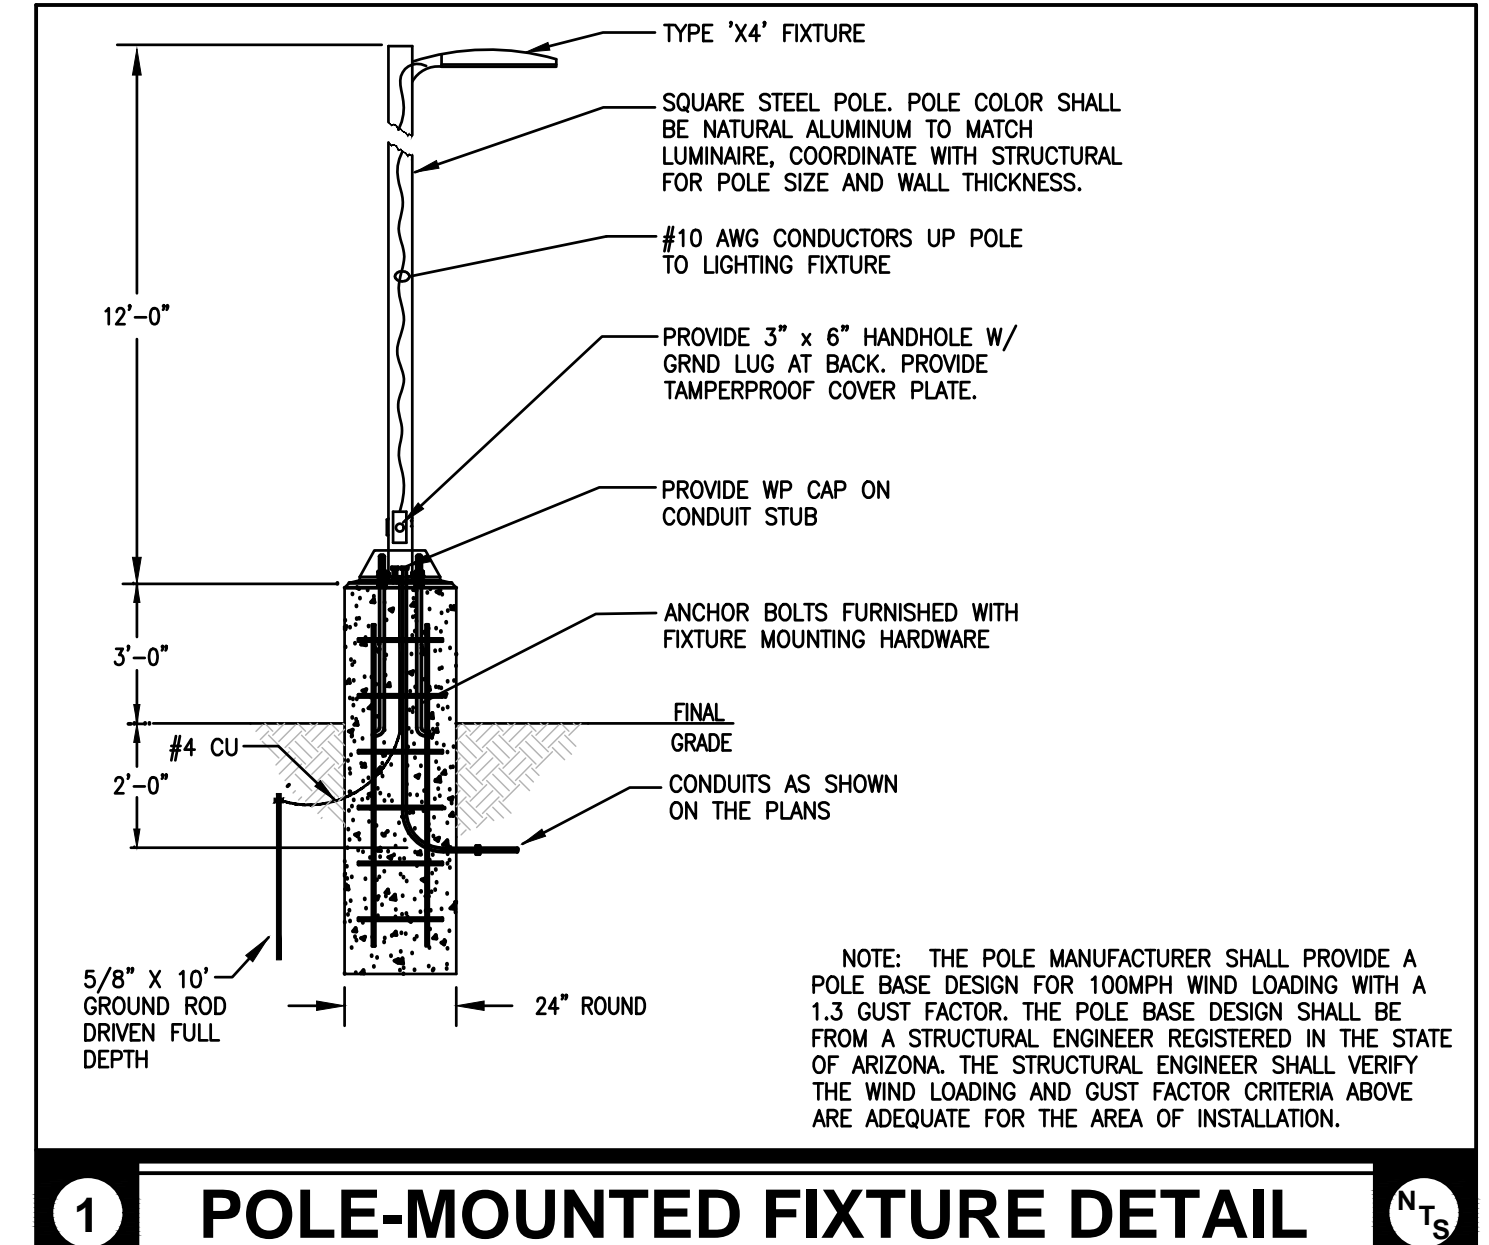 TYPE 'X4' FIXTURE
SQUARE STEEL POLE. POLE COLOR SHALL
BE NATURAL ALUMINUM TO MATCH
LUMINAIRE, COORDINATE WITH STRUCTURAL
FOR POLE SIZE AND WALL THICKNESS.
#10 AWG CONDUCTORS UP POLE
TO LIGHTING FIXTURE
12'-0"
PROVIDE 3" x 6" HANDHOLE W/
GRND LUG AT BACK. PROVIDE
TAMPERPROOF COVER PLATE.
PROVIDE WP CAP ON
CONDUIT STUB
ANCHOR BOLTS FURNISHED WITH
FIXTURE MOUNTING HARDWARE
3'-0"
FINAL
GRADE
#4 CU
2'-0"
CONDUITS AS SHOWN
ON THE PLANS
5/8" X 10'
GROUND ROD
DRIVEN FULL
DEPTH
24" ROUND
NOTE: THE POLE MANUFACTURER SHALL PROVIDE A
POLE BASE DESIGN FOR 100MPH WIND LOADING WITH A
1.3 GUST FACTOR. THE POLE BASE DESIGN SHALL BE
FROM A STRUCTURAL ENGINEER REGISTERED IN THE STATE
OF ARIZONA. THE STRUCTURAL ENGINEER SHALL VERIFY
THE WIND LOADING AND GUST FACTOR CRITERIA ABOVE
ARE ADEQUATE FOR THE AREA OF INSTALLATION.
1
POLE-MOUNTED FIXTURE DETAIL
NTS